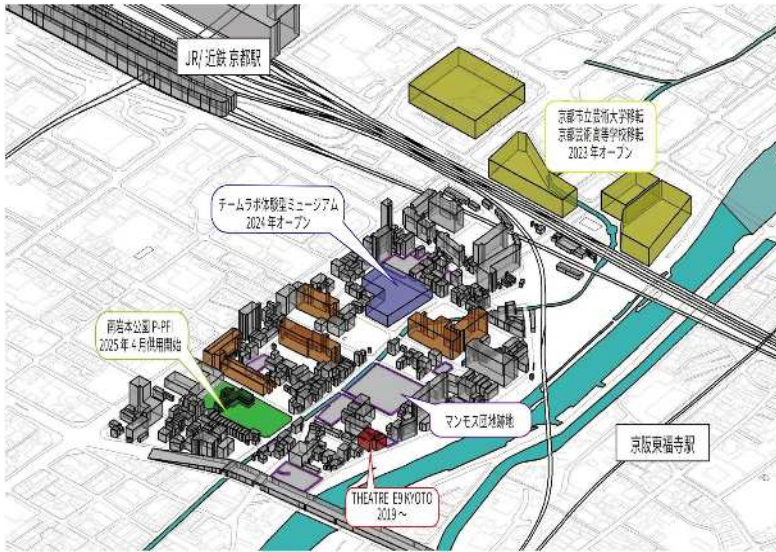 JR/近鉄 京都駅
京都市立芸術大学移転
京都芸術高等学校移転
2023年オープン
チームラボ体験型ミュージアム
2024年オープン
南岩本公園 P-PFI
2025年4月供用開始
マンモス団地跡地
京阪東福寺駅
THEATRE E9 KYOTO
2019〜